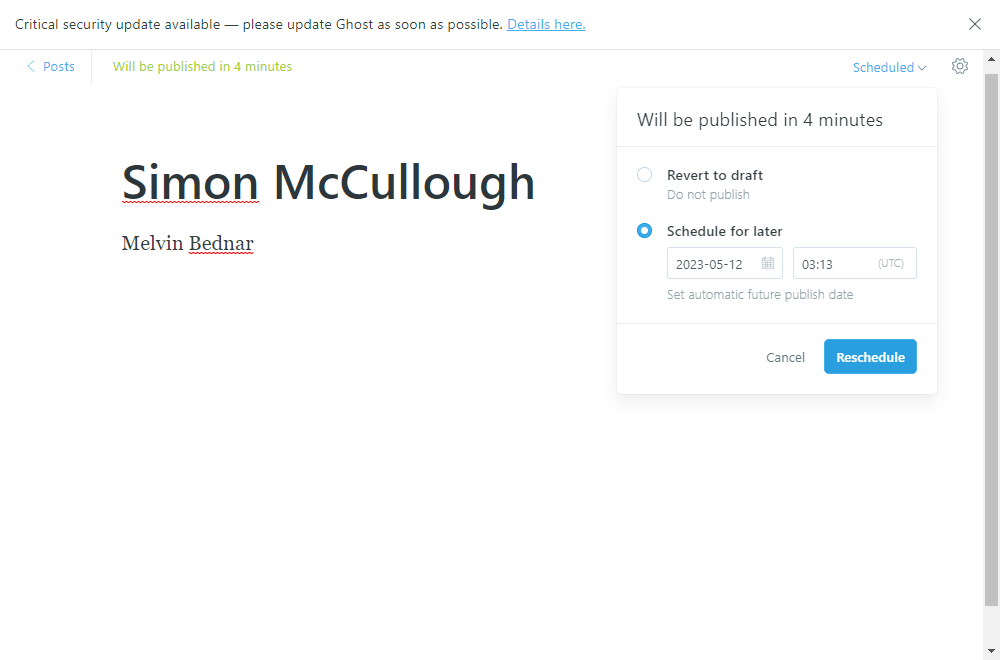 Critical security update available — please update Ghost as soon as possible. Details here.
Posts
Will be published in 4 minutes
Scheduled
Will be published in 4 minutes
Simon McCullough
Melvin Bednar
Revert to draft
Do not publish
Schedule for later
2023-05-12
03:13
(UTC)
Set automatic future publish date
Cancel
Reschedule